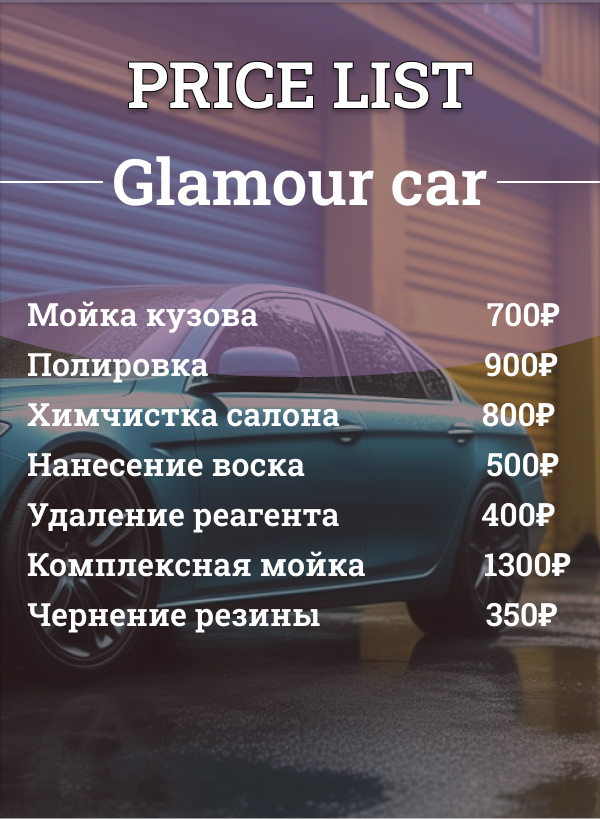 PRICE LIST
Glamour car
Мойка кузова 700₽
Полировка 900₽
Химчистка салона 800₽
Нанесение воска 500₽
Удаление реагента 400₽
Комплексная мойка 1300₽
Чернение резины 350₽